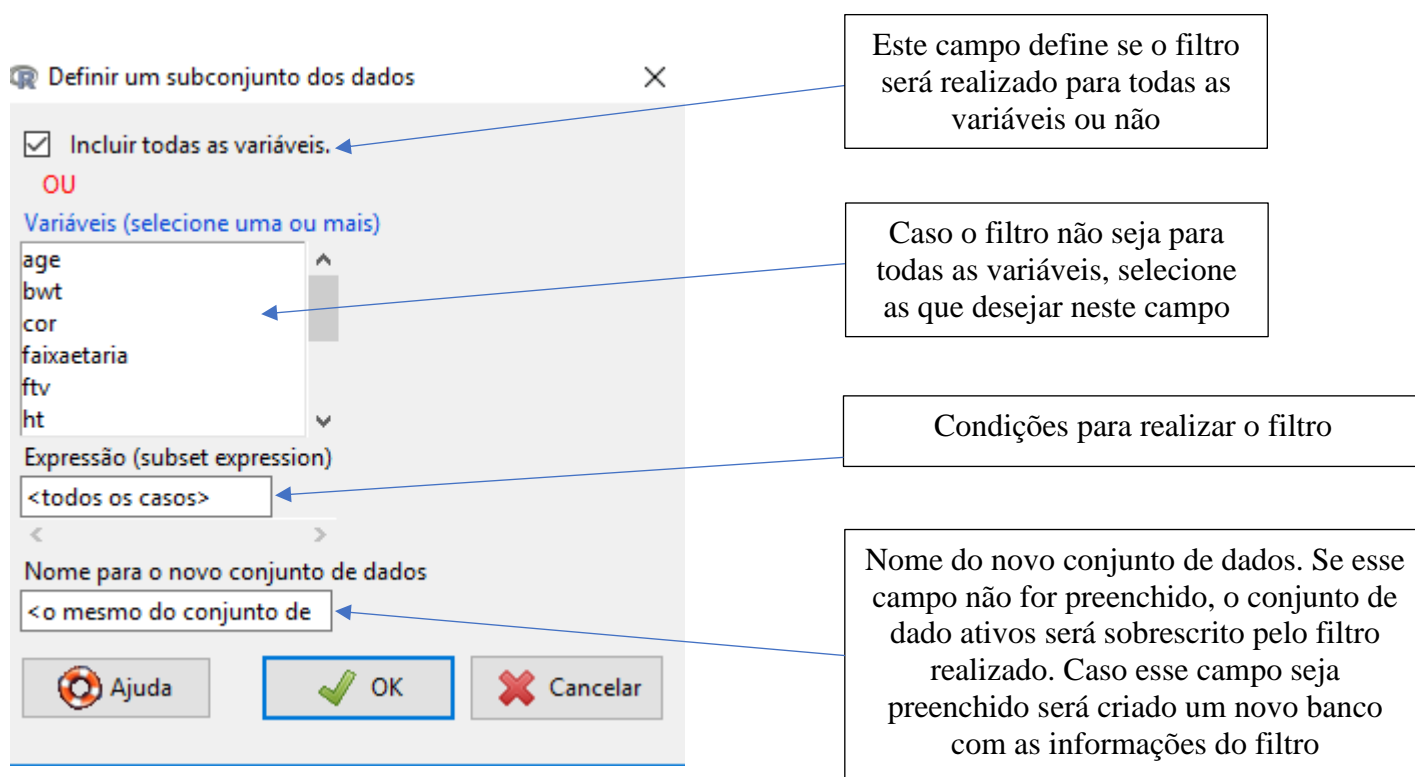 Definir um subconjunto dos dados
Incluir todas as variáveis.
OU
Variáveis (selecione uma ou mais)
age
bwt
cor
faixaetaria
ftv
ht
Expressão (subset expression)
<todos os casos>
Nome para o novo conjunto de dados
<o mesmo do conjunto de
Ajuda
OK
Cancelar
Este campo define se o filtro
será realizado para todas as
variáveis ou não
Caso o filtro não seja para
todas as variáveis, selecione
as que desejar neste campo
Condições para realizar o filtro
Nome do novo conjunto de dados. Se esse
campo não for preenchido, o conjunto de
dado ativos será sobrescrito pelo filtro
realizado. Caso esse campo seja
preenchido será criado um novo banco
com as informações do filtro